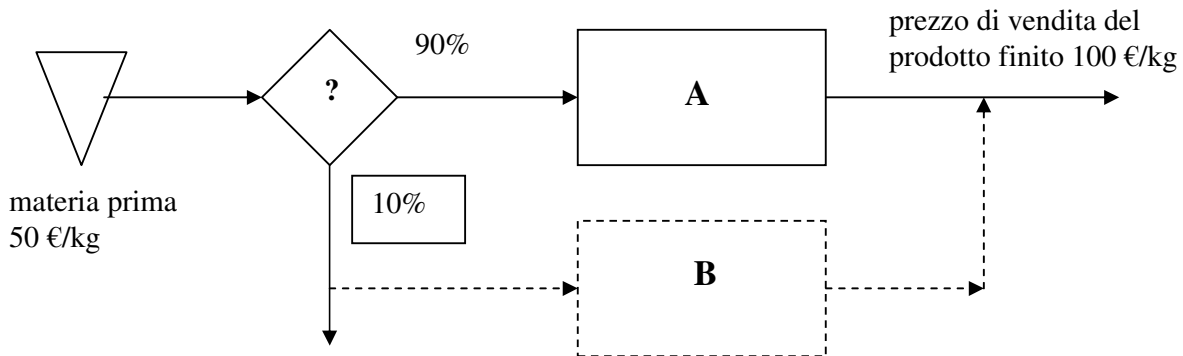 prezzo di vendita del
prodotto finito 100 €/kg
90%
?
A
materia prima
50 €/kg
10%
B